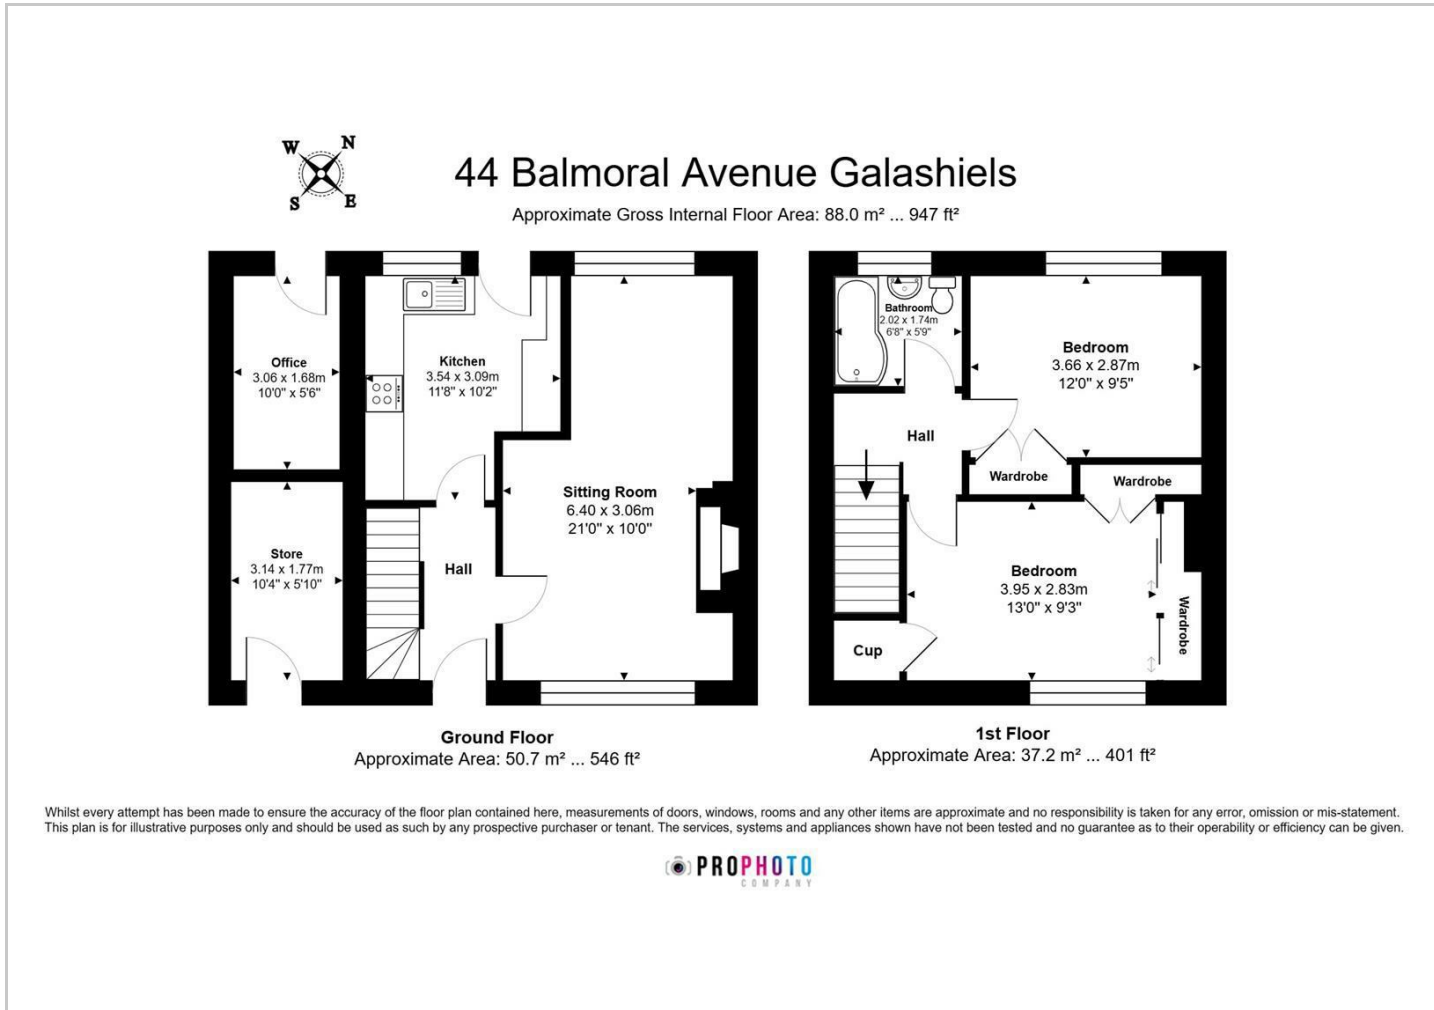 W N
S E
44 Balmoral Avenue Galashiels
Approximate Gross Internal Floor Area: 88.0 m² ... 947 ft²
Office
3.06 x 1.68m
10'0" x 5'6"
Kitchen
3.54 x 3.09m
11'8" x 10'2"
Store
3.14 x 1.77m
10'4" x 5'10"
Hall
Sitting Room
6.40 x 3.06m
21'0" x 10'0"
Ground Floor
Approximate Area: 50.7 m² ... 546 ft²
Bathroom
2.02 x 1.74m
6'8" x 5'9"
Bedroom
3.66 x 2.87m
12'0" x 9'5"
Hall
Wardrobe
Wardrobe
Bedroom
3.95 x 2.83m
13'0" x 9'3"
Wardrobe
Cup
1st Floor
Approximate Area: 37.2 m² ... 401 ft²
Whilst every attempt has been made to ensure the accuracy of the floor plan contained here, measurements of doors, windows, rooms and any other items are approximate and no responsibility is taken for any error, omission or mis-statement.
This plan is for illustrative purposes only and should be used as such by any prospective purchaser or tenant. The services, systems and appliances shown have not been tested and no guarantee as to their operability or efficiency can be given.
PROPHOTO
COMPANY